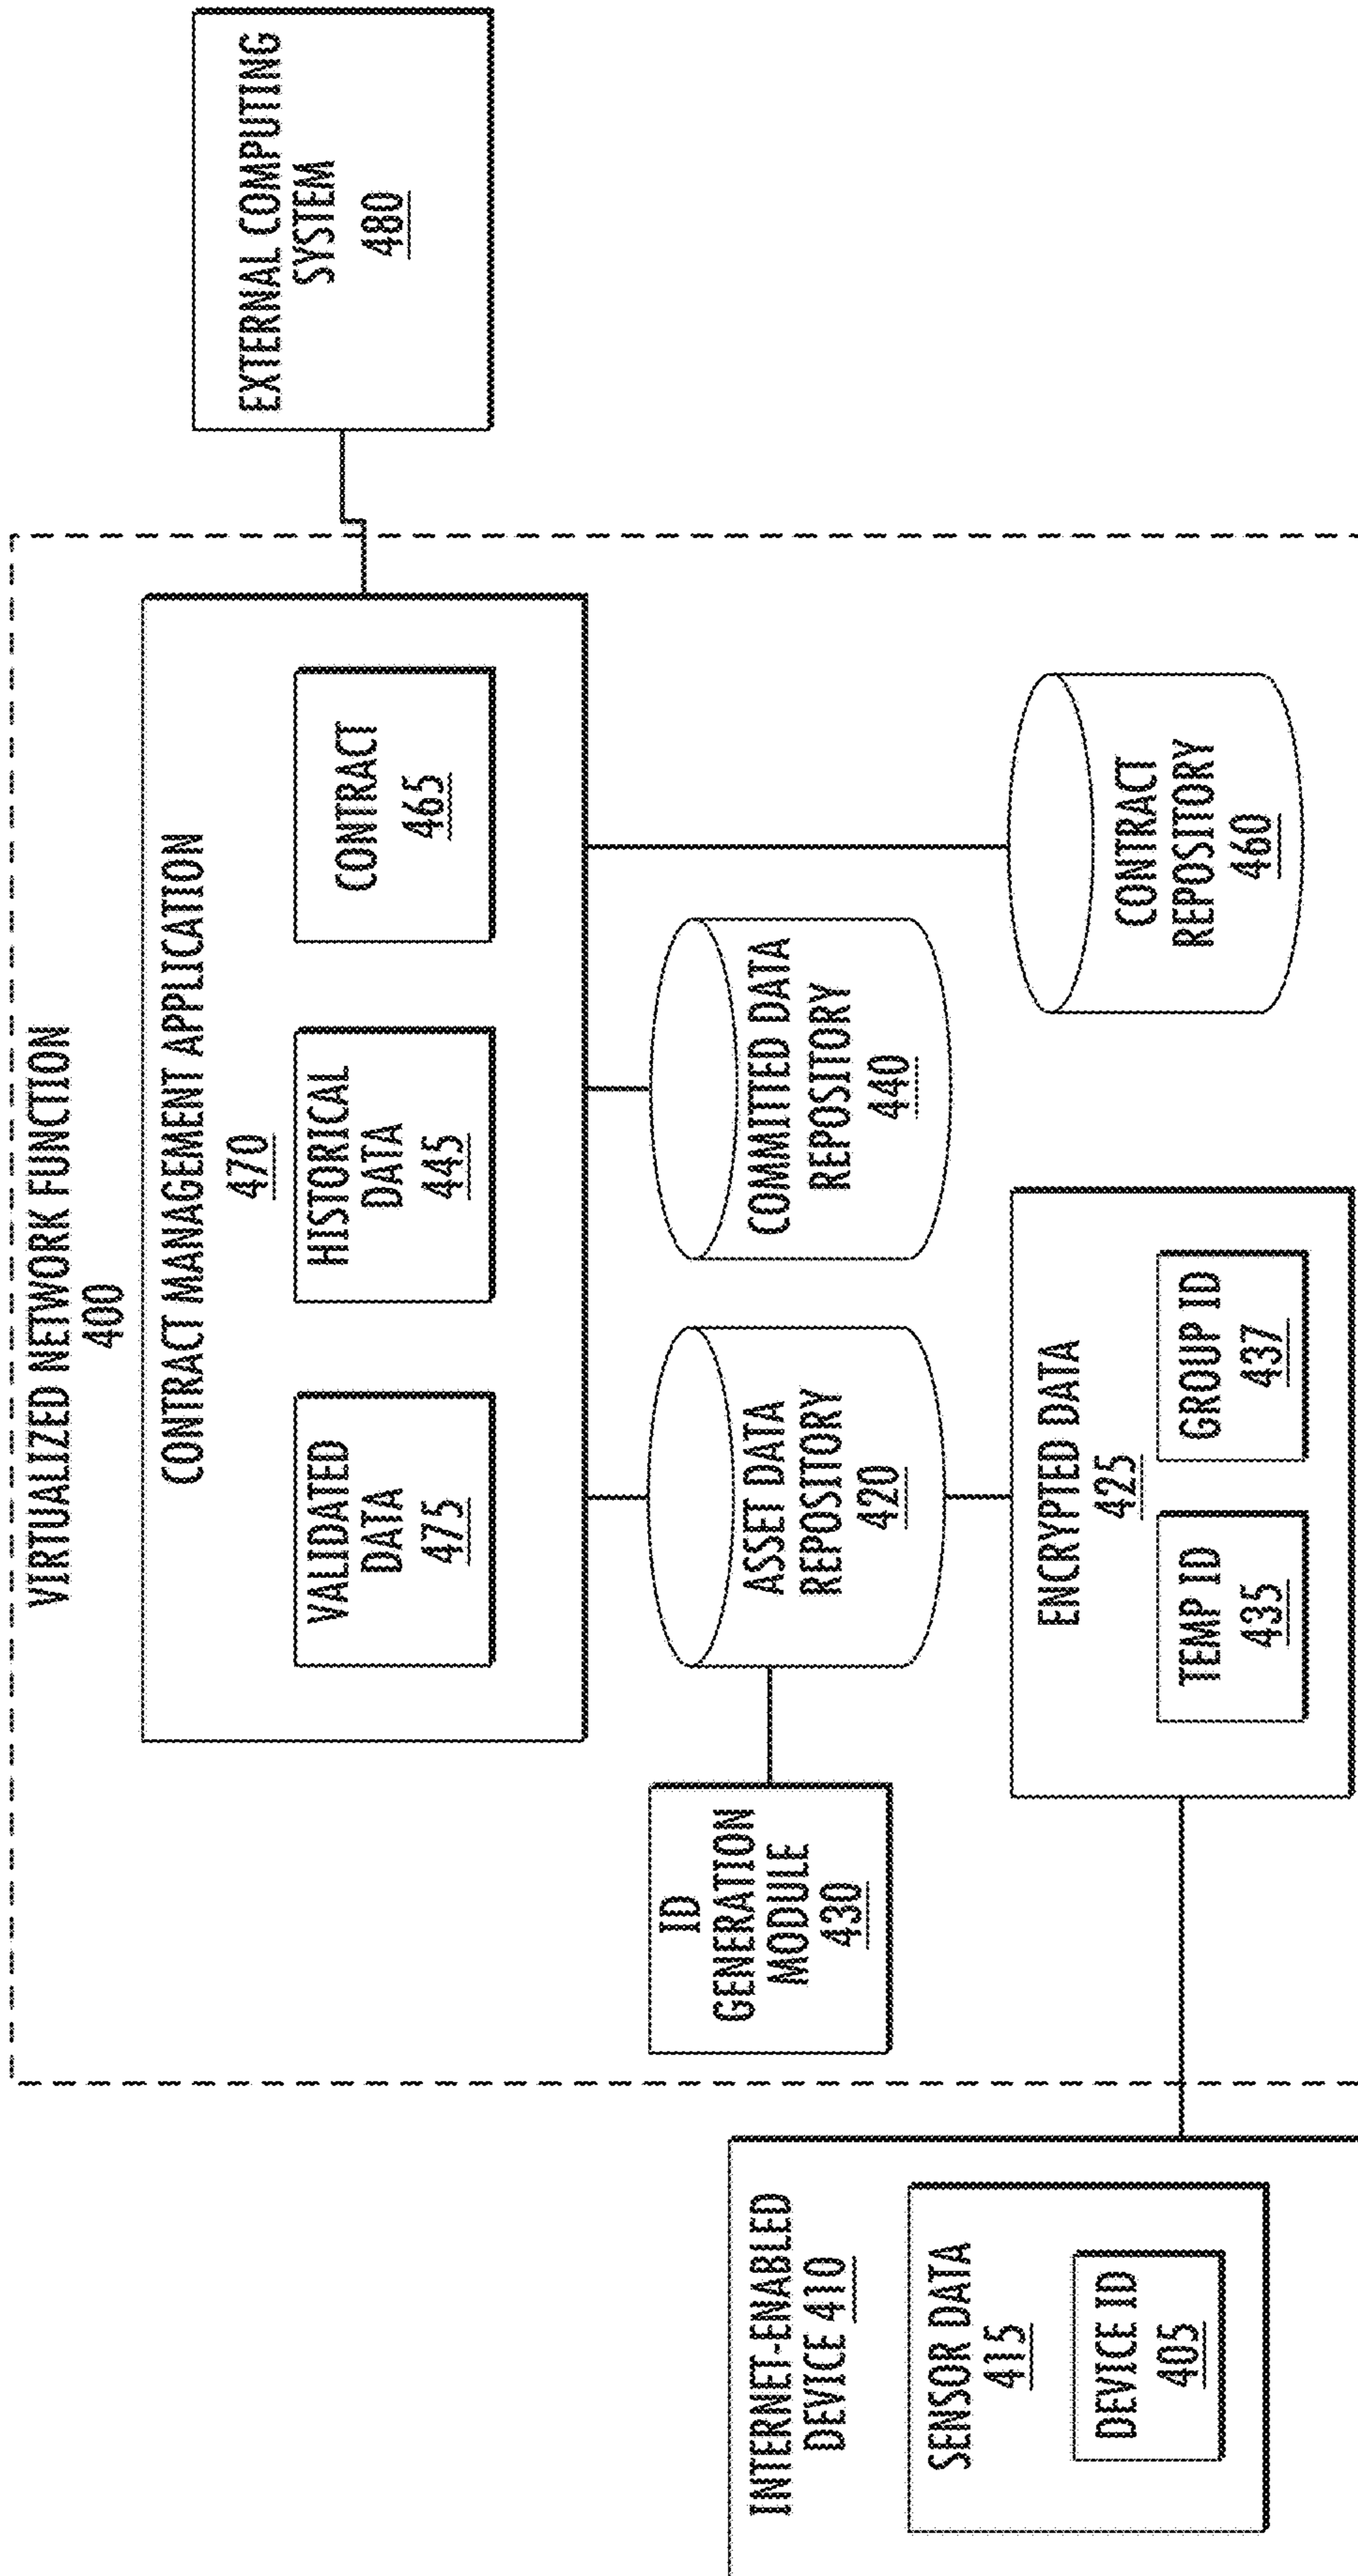 VIRTUALIZED NETWORK FUNCTION
400
CONTRACT MANAGEMENT APPLICATION
470
VALIDATED
DATA
475
HISTORICAL
DATA
445
CONTRACT
465
EXTERNAL COMPUTING
SYSTEM
480
ID
GENERATION
MODULE
430
ASSET DATA
REPOSITORY
420
COMMITTED DATA
REPOSITORY
440
CONTRACT
REPOSITORY
460
INTERNET-ENABLED
DEVICE 410
SENSOR DATA
415
DEVICE ID
405
ENCRYPTED DATA
425
TEMP ID
435
GROUP ID
437